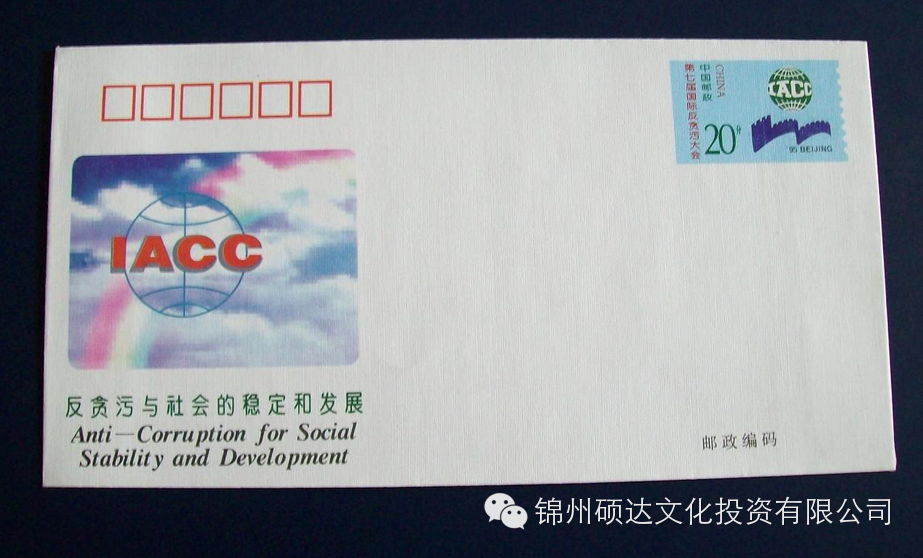 第七届国际反贪污大会
中国邮政
CHINA
20分
IACC
'95 BEIJING
IACC
反贪污与社会的稳定和发展
Anti—Corruption for Social
Stability and Development
邮政编码
锦州硕达文化投资有限公司